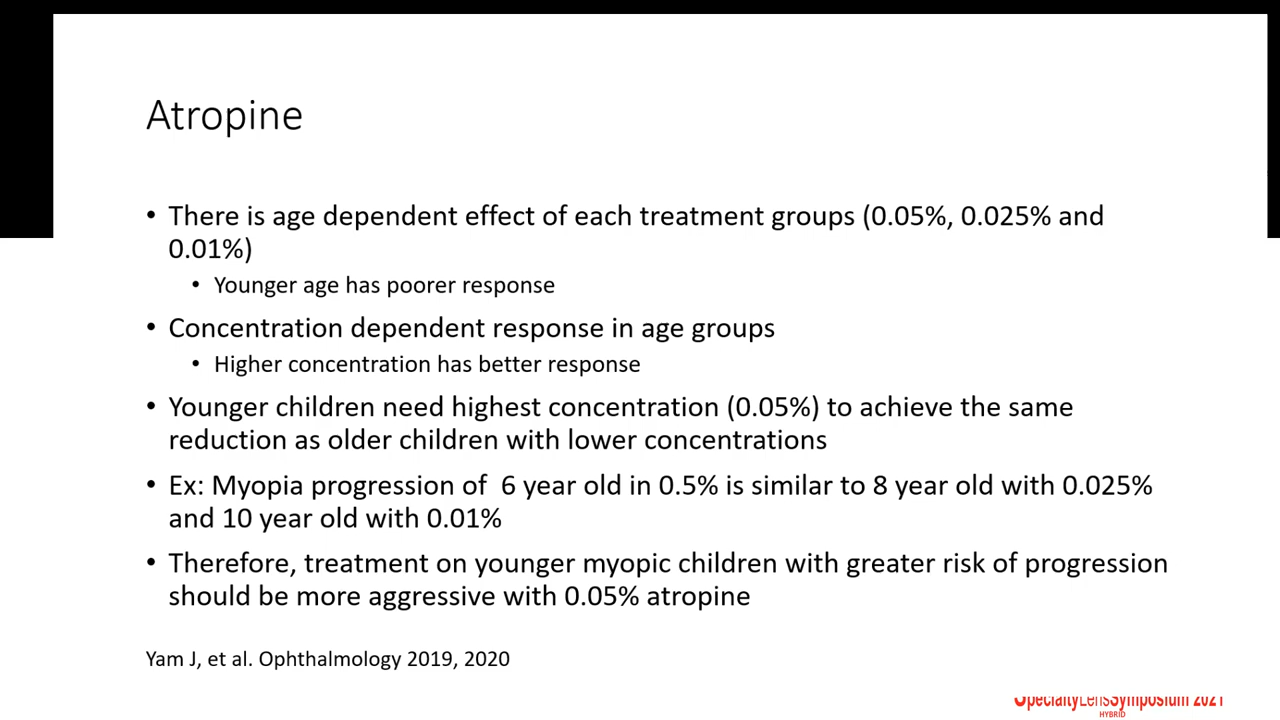 Atropine
• There is age dependent effect of each treatment groups (0.05%, 0.025% and
0.01%)
• Younger age has poorer response
• Concentration dependent response in age groups
• Higher concentration has better response
• Younger children need highest concentration (0.05%) to achieve the same
reduction as older children with lower concentrations
• Ex: Myopia progression of 6 year old in 0.5% is similar to 8 year old with 0.025%
and 10 year old with 0.01%
• Therefore, treatment on younger myopic children with greater risk of progression
should be more aggressive with 0.05% atropine
Yam J, et al. Ophthalmology 2019, 2020
SpecialtyLensSymposium 2021
HYBRID